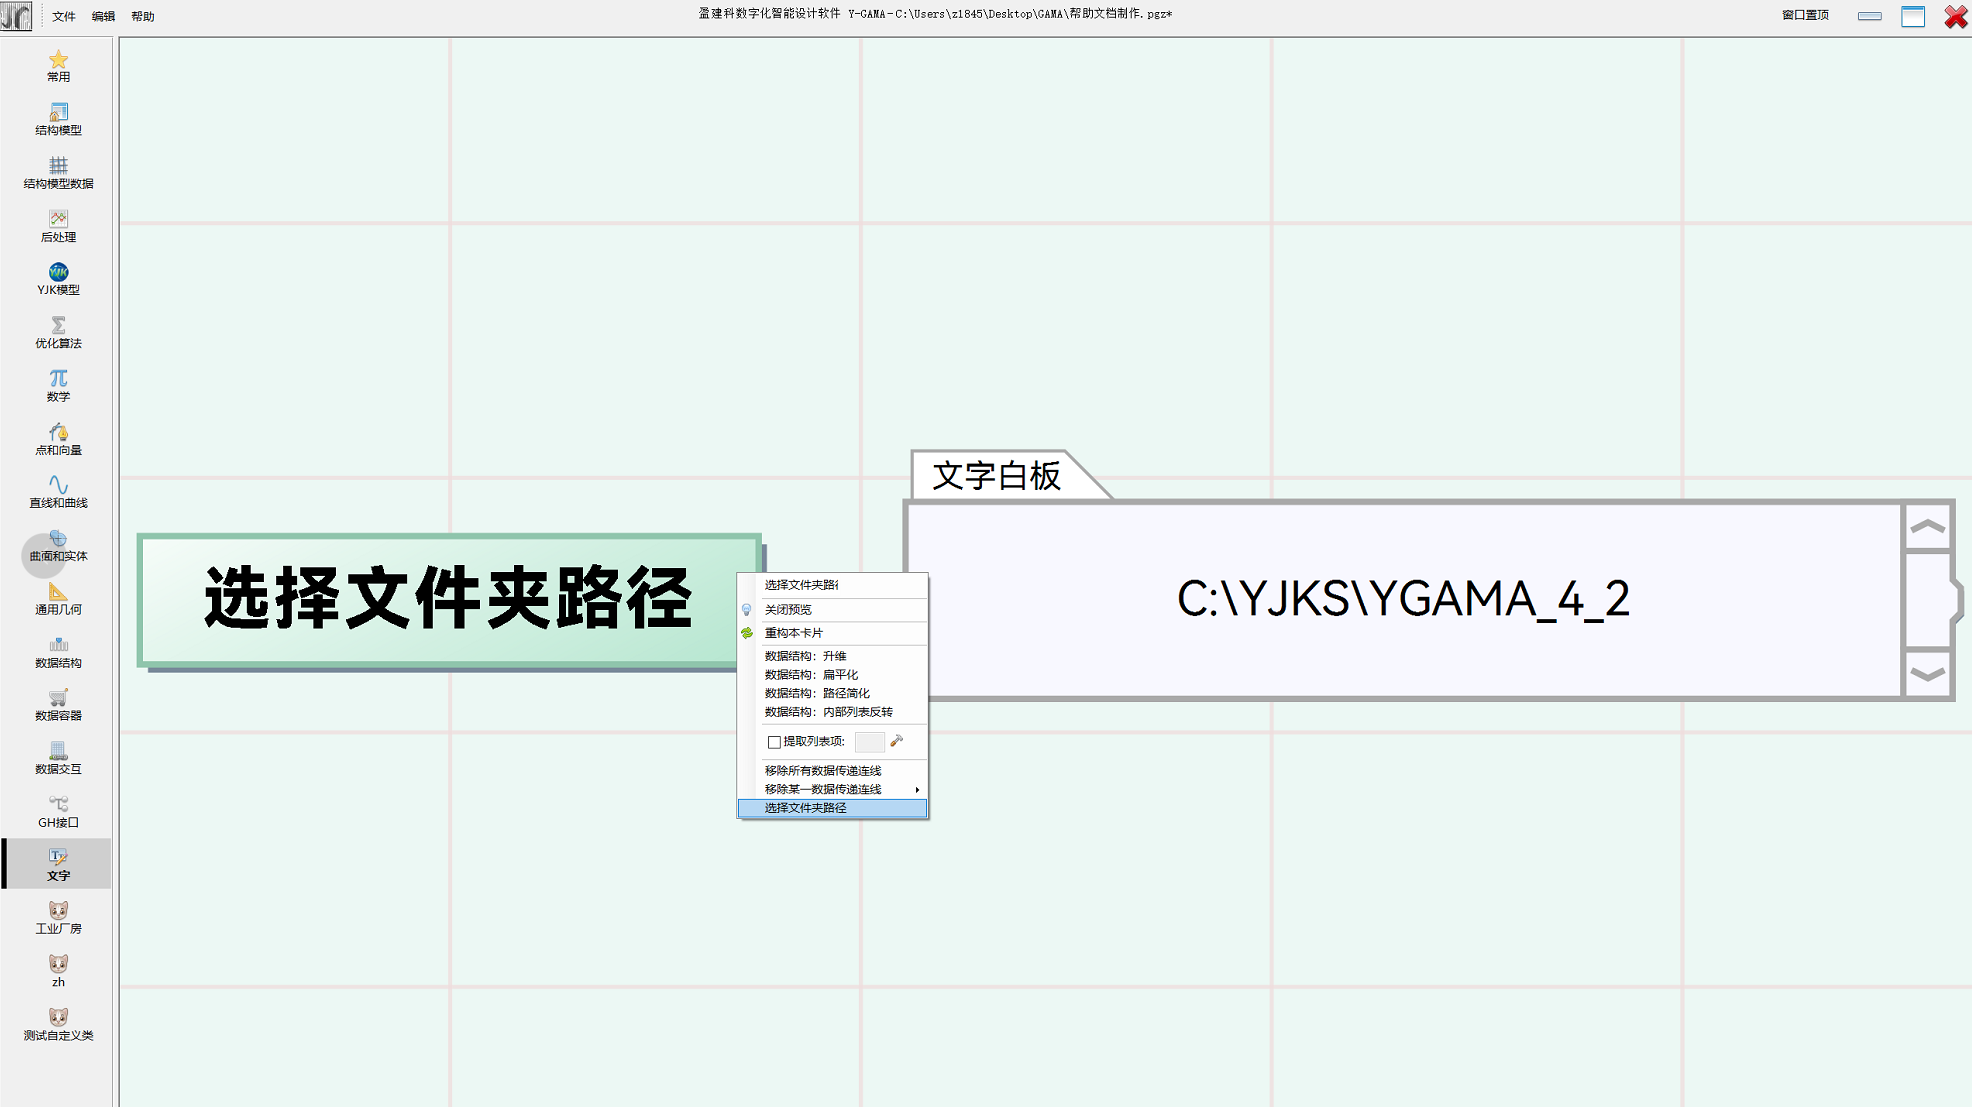 文件 编辑 帮助
盈建科数字化智能设计软件 Y-GAMA-C:\Users\z1845\Desktop\GAMA\帮助文档制作.pgz*
窗口置顶
常用
结构模型
结构模型数据
后处理
YJK模型
优化算法
数学
点和向量
直线和曲线
曲面和实体
通用几何
数据结构
数据容器
数据交互
GH接口
文字
工业厂房
zh
测试自定义类
选择文件夹路径
文字白板
C:\YJKS\YGAMA_4_2
选择文件夹路
关闭预览
重构本卡片
数据结构：升维
数据结构：扁平化
数据结构：路径简化
数据结构：内部列表反转
提取列表项:
移除所有数据传递连线
移除某一数据传递连线
选择文件夹路径